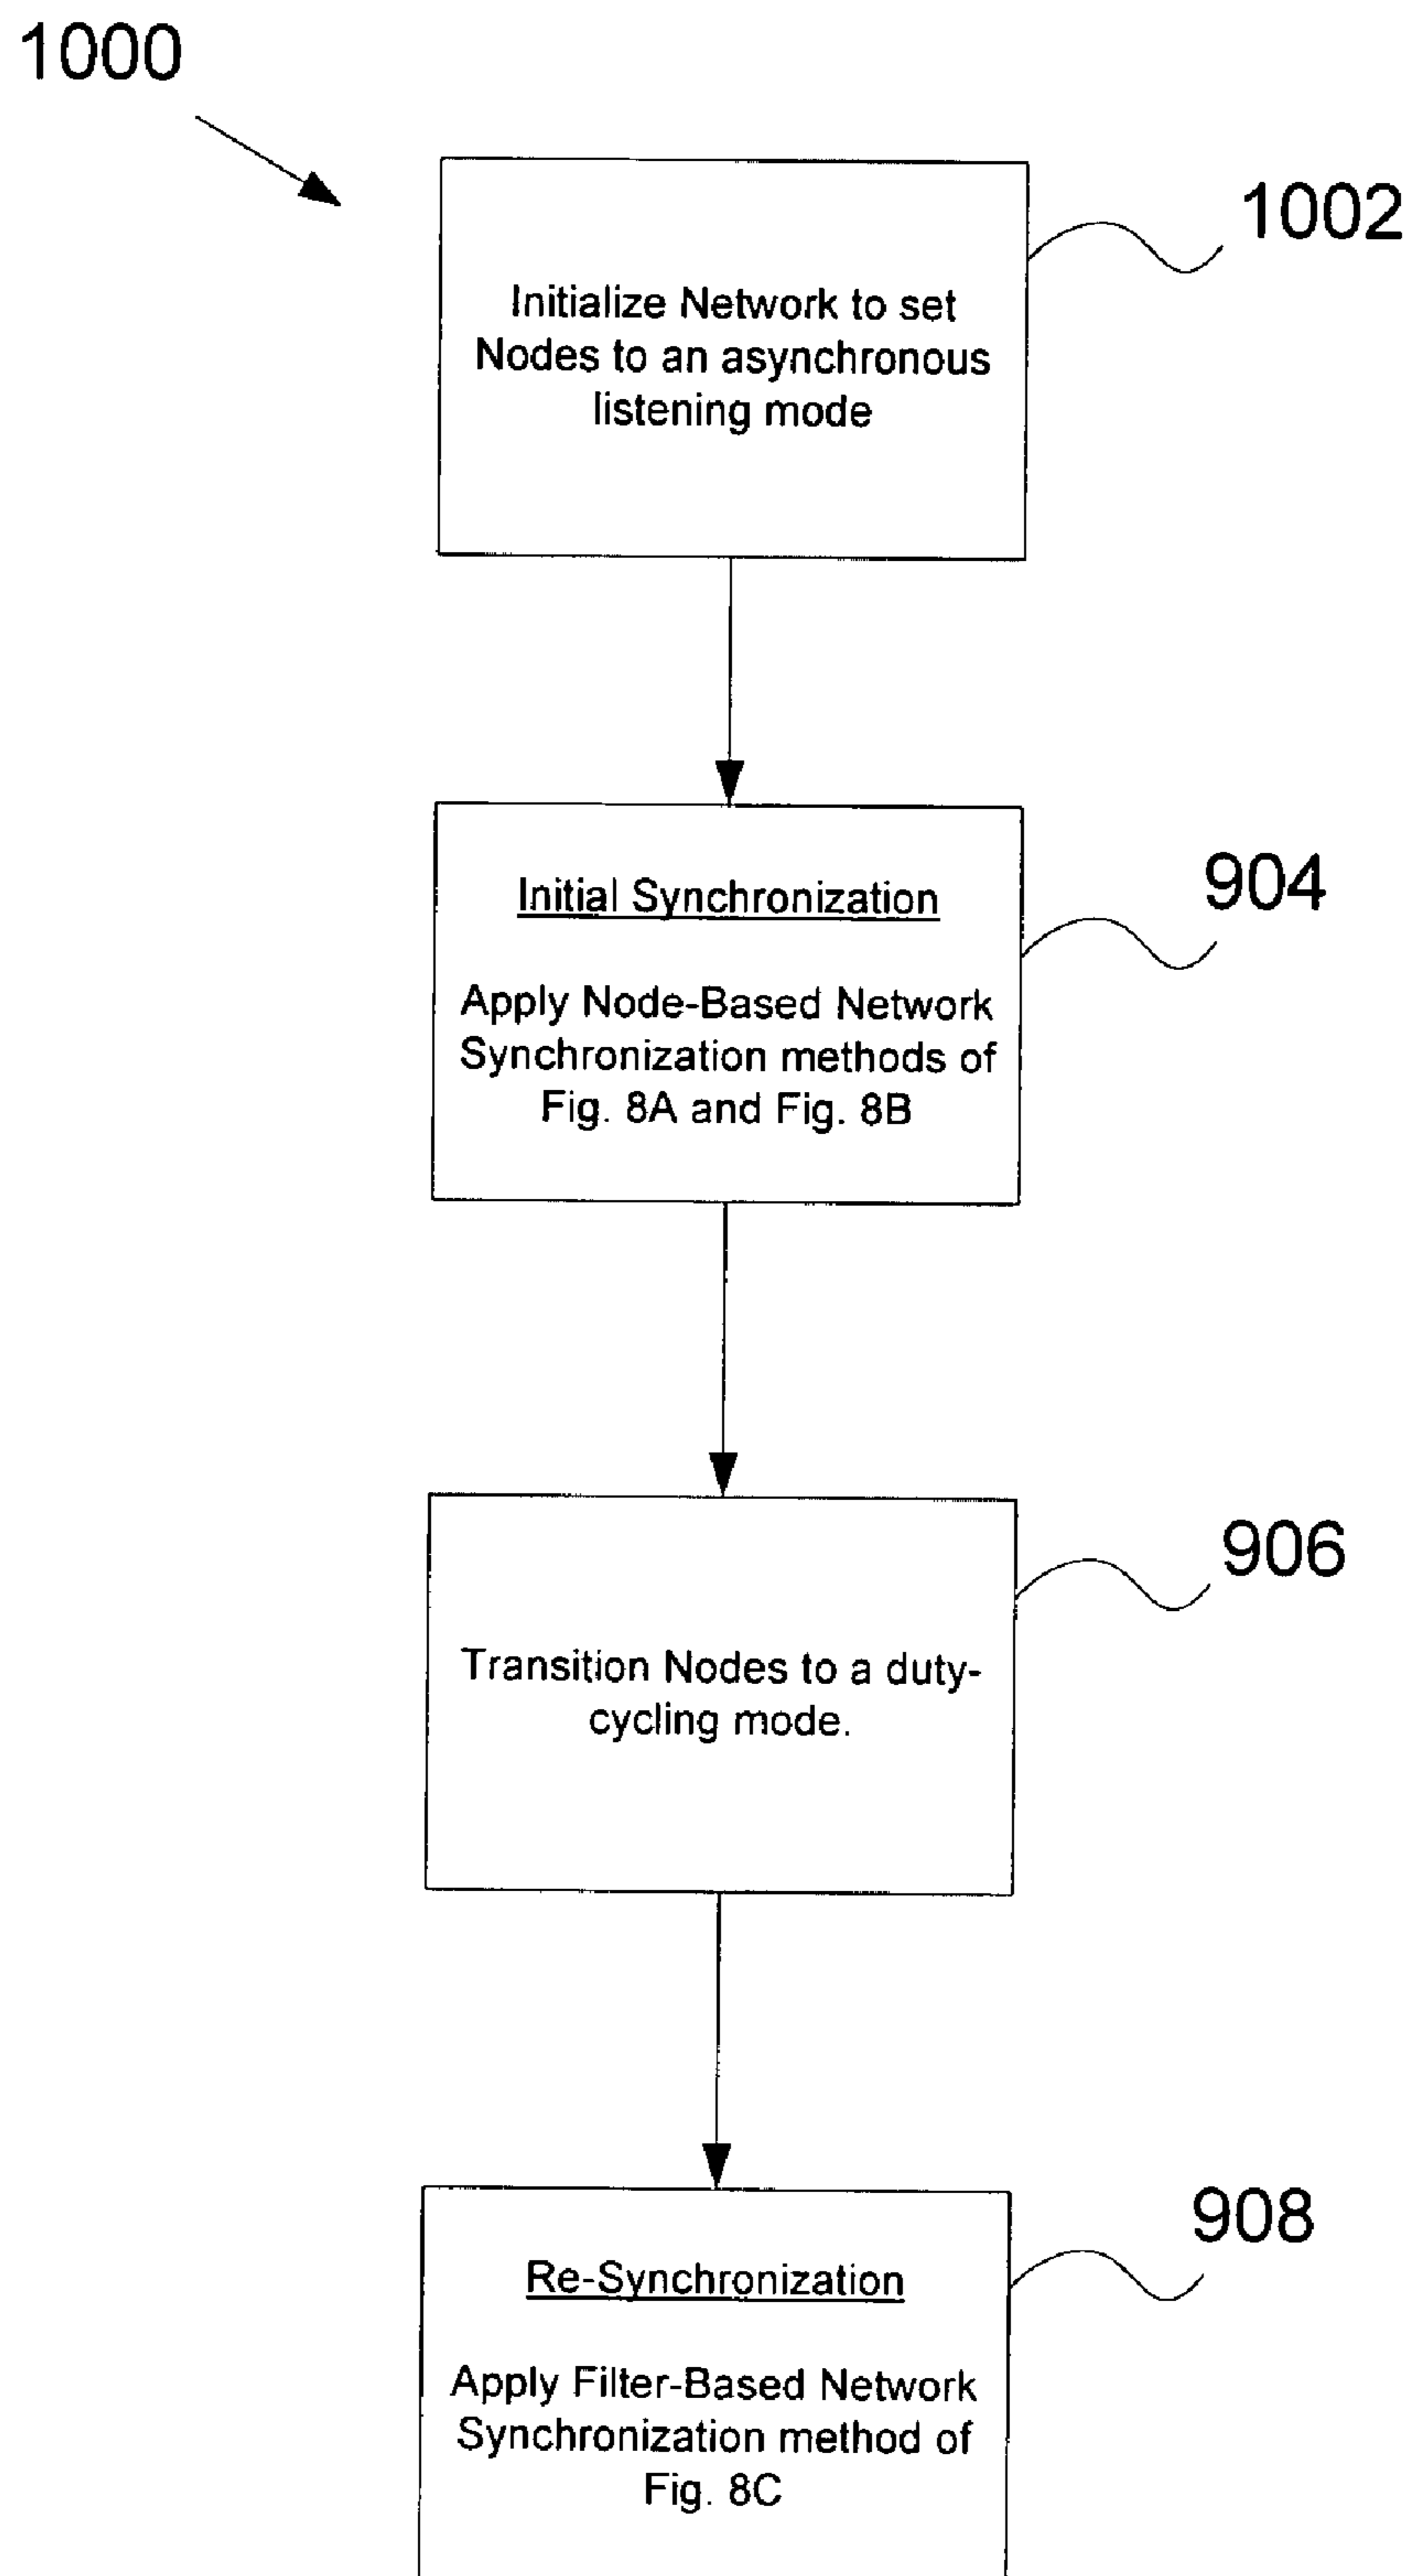 1000
1002
Initialize Network to set
Nodes to an asynchronous
listening mode
904
Initial Synchronization
Apply Node-Based Network
Synchronization methods of
Fig. 8A and Fig. 8B
906
Transition Nodes to a duty-
cycling mode.
908
Re-Synchronization
Apply Filter-Based Network
Synchronization method of
Fig. 8C